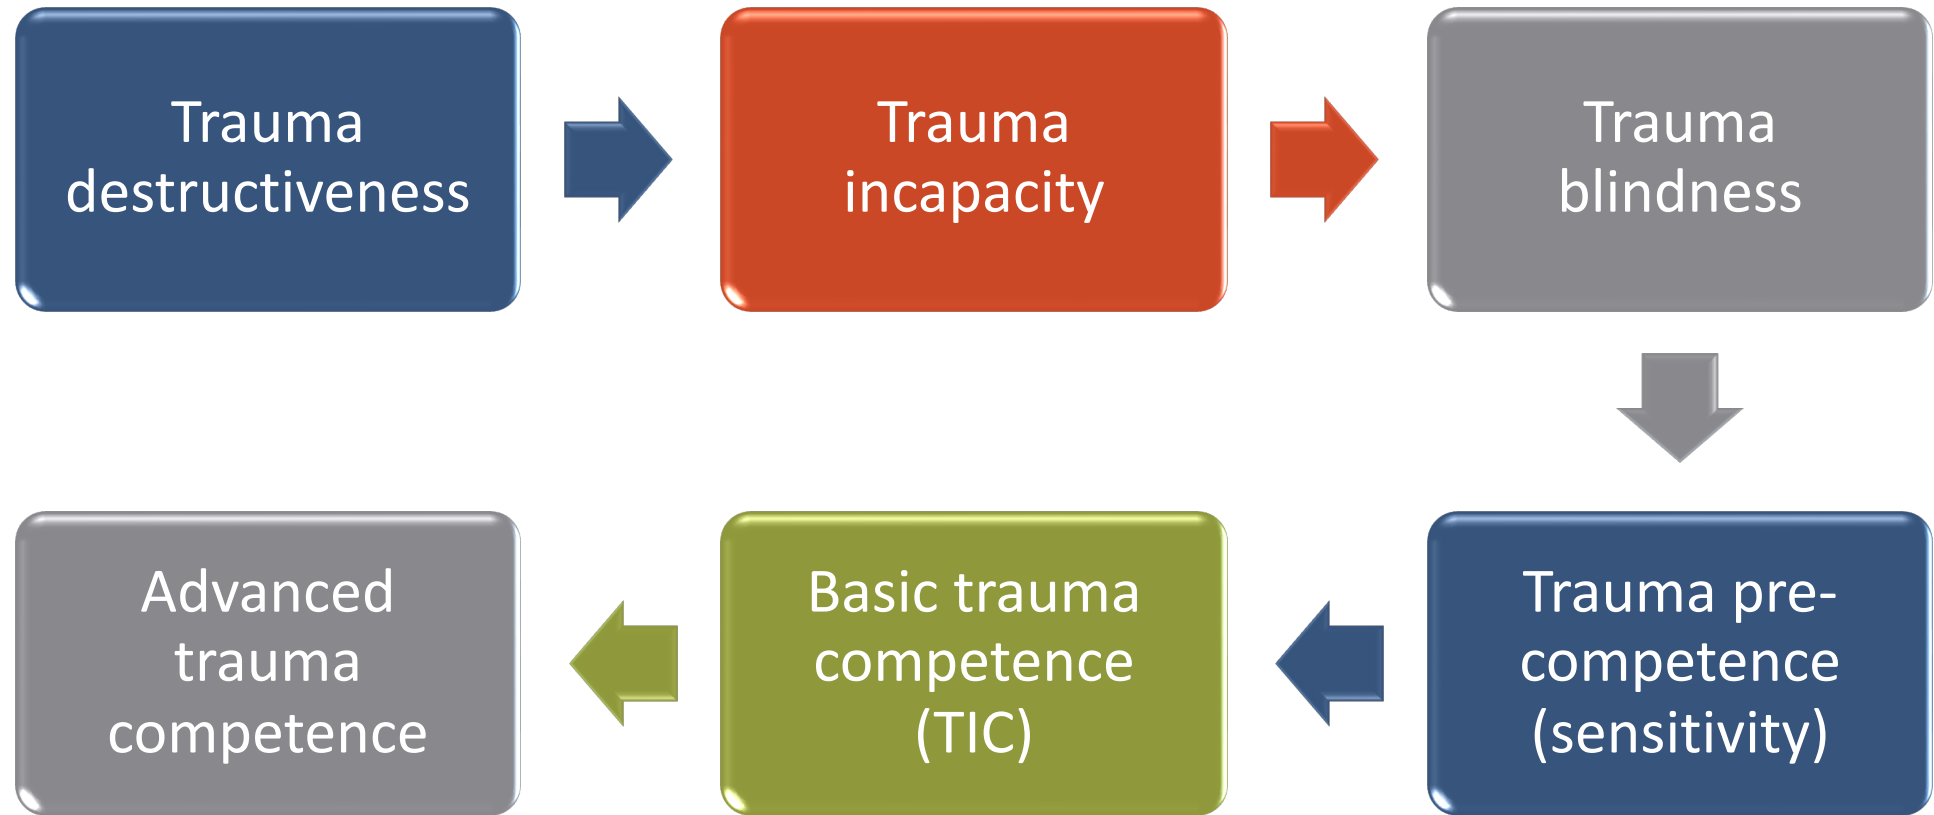 Trauma
destructiveness
Trauma
incapacity
Trauma
blindness
Trauma pre-
competence
(sensitivity)
Basic trauma
competence
(TIC)
Advanced
trauma
competence